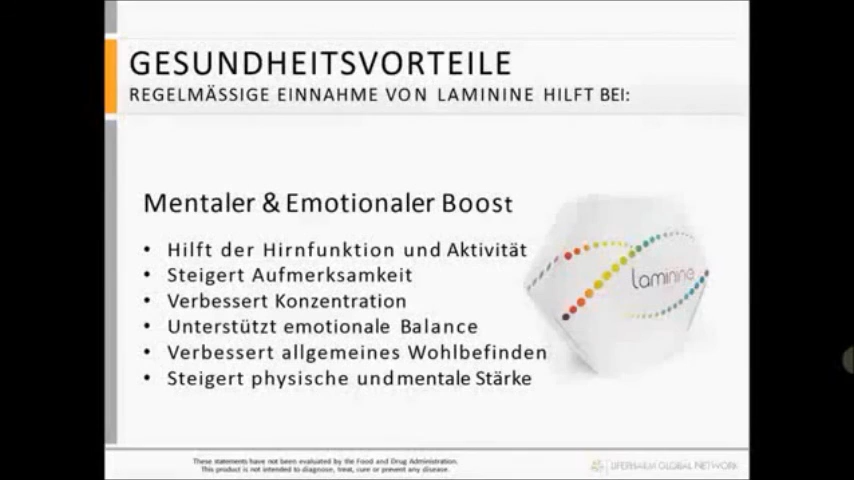 GESUNDHEITSVORTEILE
REGELMÄSSIGE EINNAHME VON LAMININE HILFT BEI:
Mentaler & Emotionaler Boost
• Hilft der Hirnfunktion und Aktivität
• Steigert Aufmerksamkeit
• Verbessert Konzentration
• Unterstützt emotionale Balance
• Verbessert allgemeines Wohlbefinden
• Steigert physische und mentale Stärke
laminine
These statements have not been evaluated by the Food and Drug Administration.
This product is not intended to diagnose, treat, cure or prevent any disease.
LIFEPHARM GLOBAL NETWORK